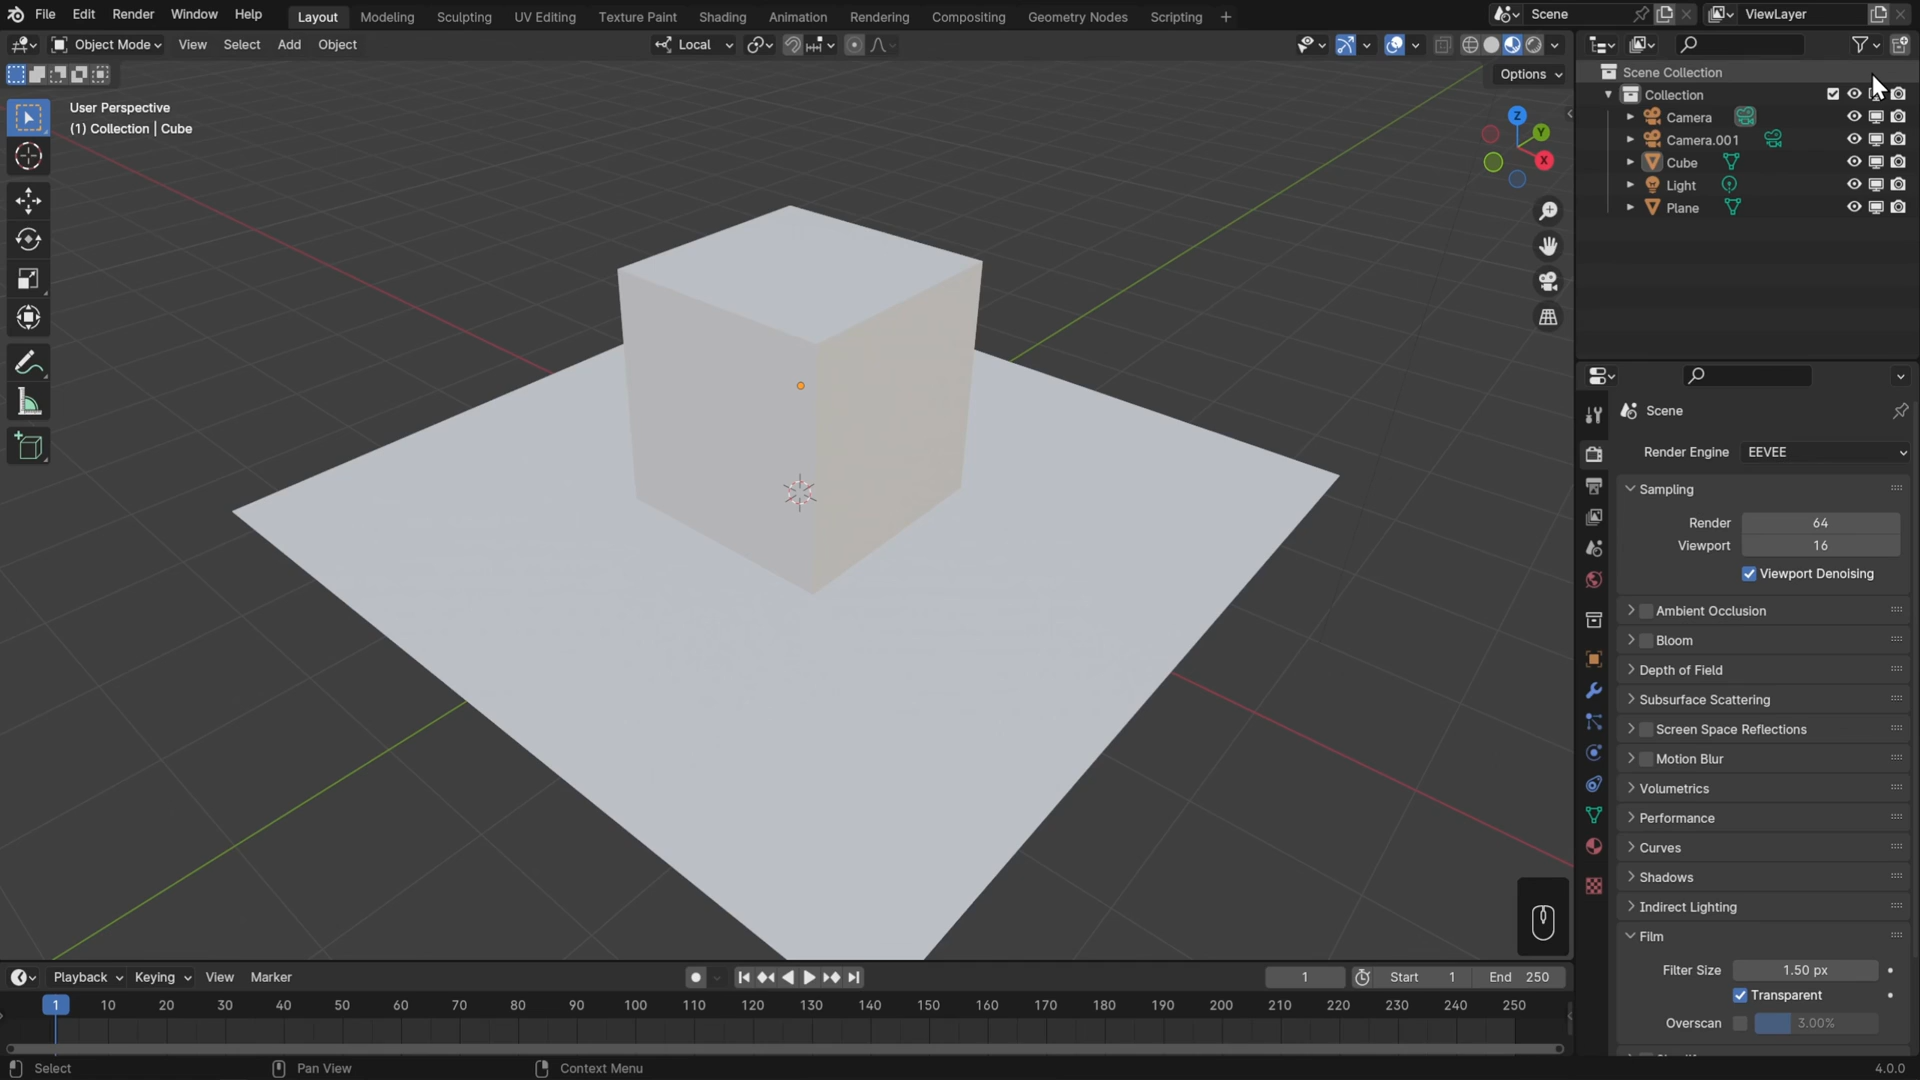 File Edit Render Window Help Layout Modeling Sculpting UV Editing Texture Paint Shading Animation Rendering Compositing Geometry Nodes Scripting + Scene ViewLayer
Object Mode View Select Add Object Local
Options
User Perspective
(1) Collection | Cube
Z
Y
X
Scene Collection
Collection
Camera
Camera.001
Cube
Light
Plane
Scene
Render Engine EEVEE
Sampling
Render 64
Viewport 16
Viewport Denoising
Ambient Occlusion
Bloom
Depth of Field
Subsurface Scattering
Screen Space Reflections
Motion Blur
Volumetrics
Performance
Curves
Shadows
Indirect Lighting
Film
Filter Size 1.50 px
Transparent
Overscan 3.00%
Playback Keying View Marker 1 Start 1 End 250
1 10 20 30 40 50 60 70 80 90 100 110 120 130 140 150 160 170 180 190 200 210 220 230 240 250
Select Pan View Context Menu 4.0.0